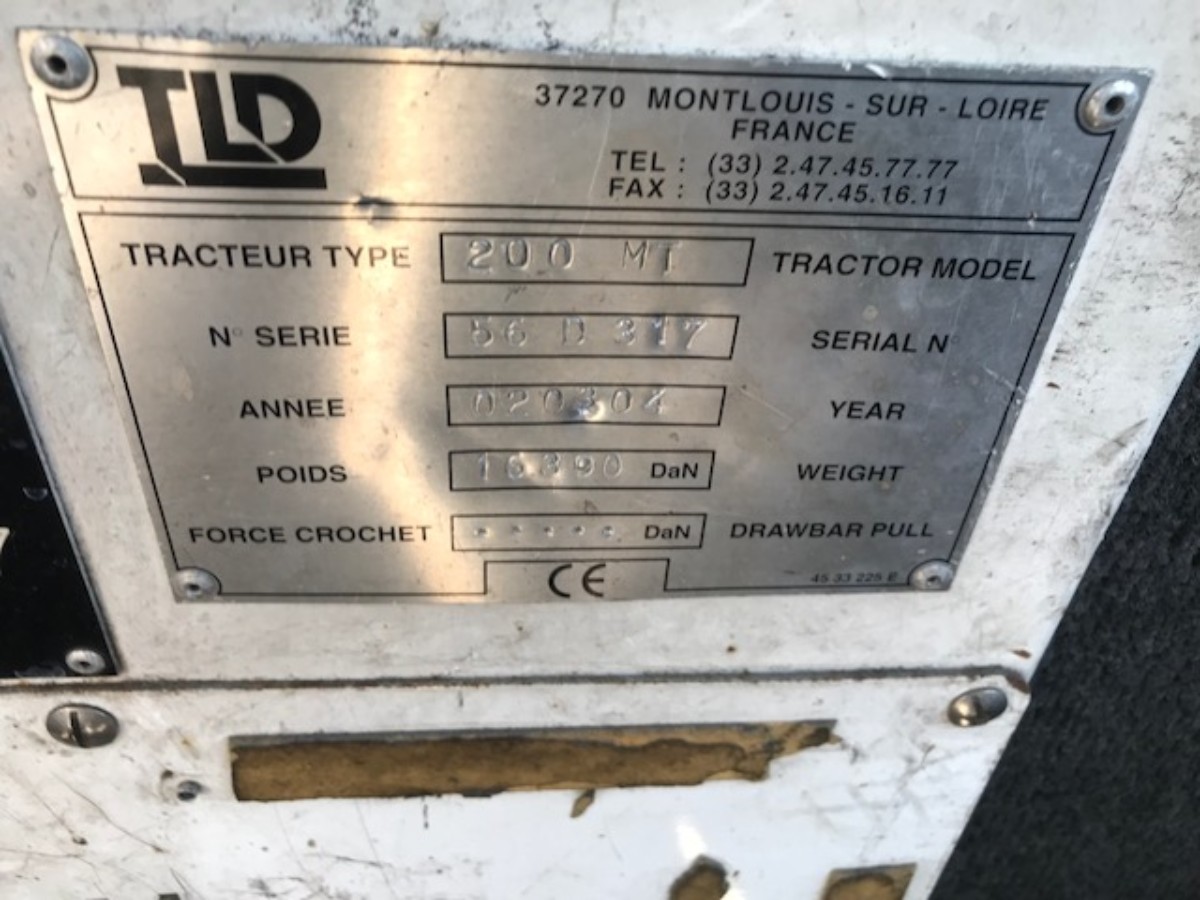 TLD
37270 MONTLOUIS - SUR - LOIRE
FRANCE
TEL : (33) 2.47.45.77.77
FAX : (33) 2.47.45.16.11
TRACTEUR TYPE 200 MT TRACTOR MODEL
N° SERIE 56 D 317 SERIAL N°
ANNEE 020304 YEAR
POIDS 16390 DaN WEIGHT
FORCE CROCHET ***** DaN DRAWBAR PULL
CE
45 33 225 E